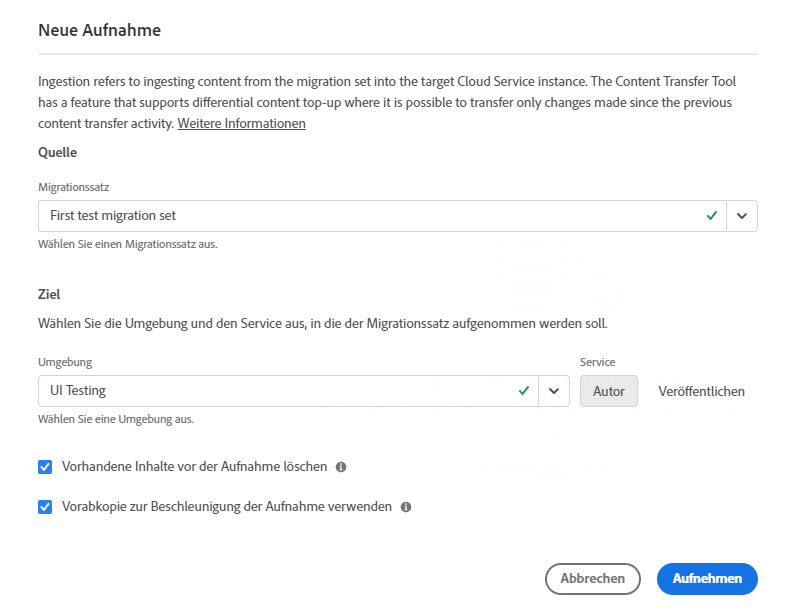 Neue Aufnahme
Ingestion refers to ingesting content from the migration set into the target Cloud Service instance. The Content Transfer Tool
has a feature that supports differential content top-up where it is possible to transfer only changes made since the previous
content transfer activity. Weitere Informationen
Quelle
Migrationssatz
First test migration set
Wählen Sie einen Migrationssatz aus.
Ziel
Wählen Sie die Umgebung und den Service aus, in die der Migrationssatz aufgenommen werden soll.
Umgebung Service
UI Testing Autor Veröffentlichen
Wählen Sie eine Umgebung aus.
Vorhandene Inhalte vor der Aufnahme löschen
Vorabkopie zur Beschleunigung der Aufnahme verwenden
Abbrechen Aufnehmen